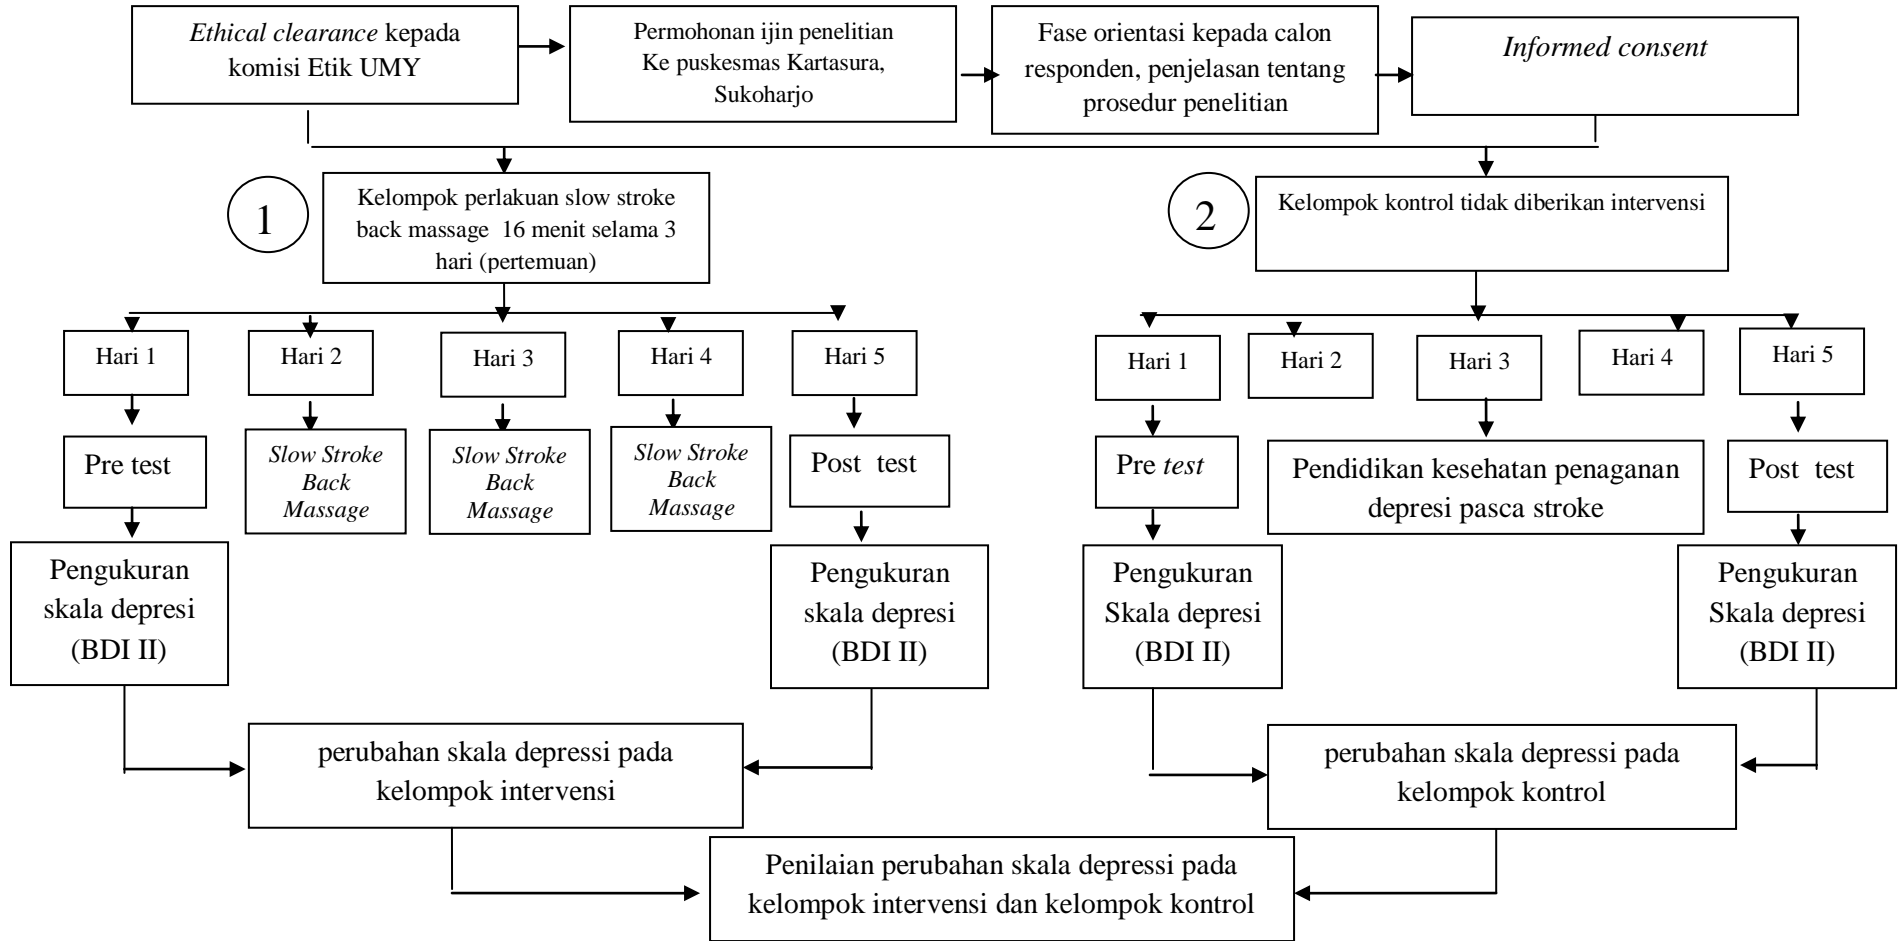 Ethical clearance kepada
komisi Etik UMY
Permohonan ijin penelitian
Ke puskesmas Kartasura,
Sukoharjo
Fase orientasi kepada calon
responden, penjelasan tentang
prosedur penelitian
Informed consent
1
Kelompok perlakuan slow stroke
back massage 16 menit selama 3
hari (pertemuan)
2
Kelompok kontrol tidak diberikan intervensi
Hari 1
Hari 2
Hari 3
Hari 4
Hari 5
Hari 1
Hari 2
Hari 3
Hari 4
Hari 5
Pre test
Slow Stroke
Back
Massage
Slow Stroke
Back
Massage
Slow Stroke
Back
Massage
Post test
Pre test
Pendidikan kesehatan penaganan
depresi pasca stroke
Post test
Pengukuran
skala depresi
(BDI II)
Pengukuran
skala depresi
(BDI II)
Pengukuran
Skala depresi
(BDI II)
Pengukuran
Skala depresi
(BDI II)
perubahan skala depressi pada
kelompok intervensi
perubahan skala depressi pada
kelompok kontrol
Penilaian perubahan skala depressi pada
kelompok intervensi dan kelompok kontrol